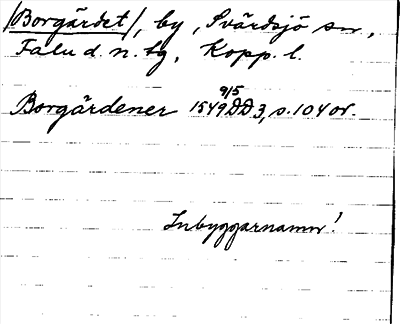 /Borgärdet/, by, Svärdsjö sn,
Falu d. n. tg, Kopp. l.
9/5
Borgärdener 1549 DD 3, s. 104 or.
Inbyggarnamn!